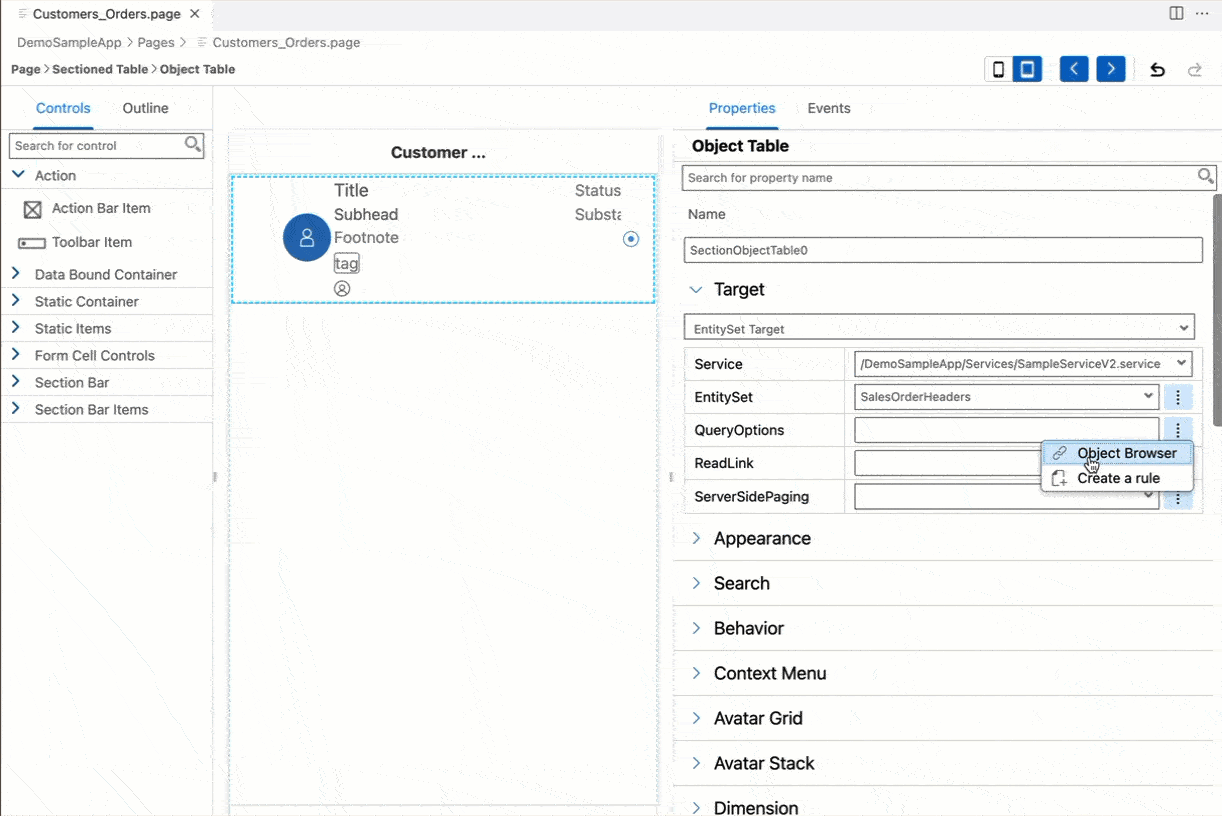 Customers_Orders.page
DemoSampleApp > Pages > Customers_Orders.page
Page > Sectioned Table > Object Table
Controls
Outline
Search for control
Action
Action Bar Item
Toolbar Item
Data Bound Container
Static Container
Static Items
Form Cell Controls
Section Bar
Section Bar Items
Customer ...
Title
Status
Subhead
Footnote
tag
Properties
Events
Object Table
Search for property name
Name
SectionObjectTable0
Target
EntitySet Target
Service
/DemoSampleApp/Services/SampleServiceV2.service
EntitySet
SalesOrderHeaders
QueryOptions
Object Browser
ReadLink
Create a rule
ServerSidePaging
Appearance
Search
Behavior
Context Menu
Avatar Grid
Avatar Stack
Dimension